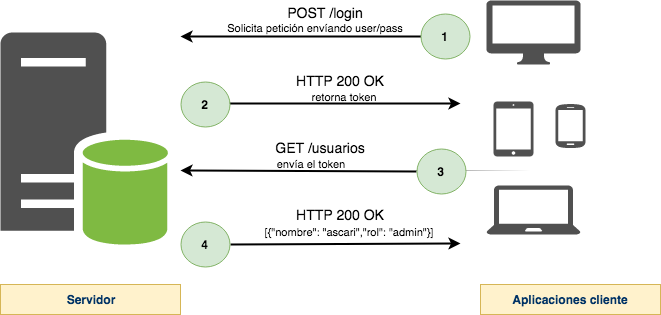 POST /login
Solicita petición envíando user/pass
1
HTTP 200 OK
retorna token
2
GET /usuarios
envía el token
3
HTTP 200 OK
[{"nombre": "ascari","rol": "admin"}]
4
Servidor
Aplicaciones cliente